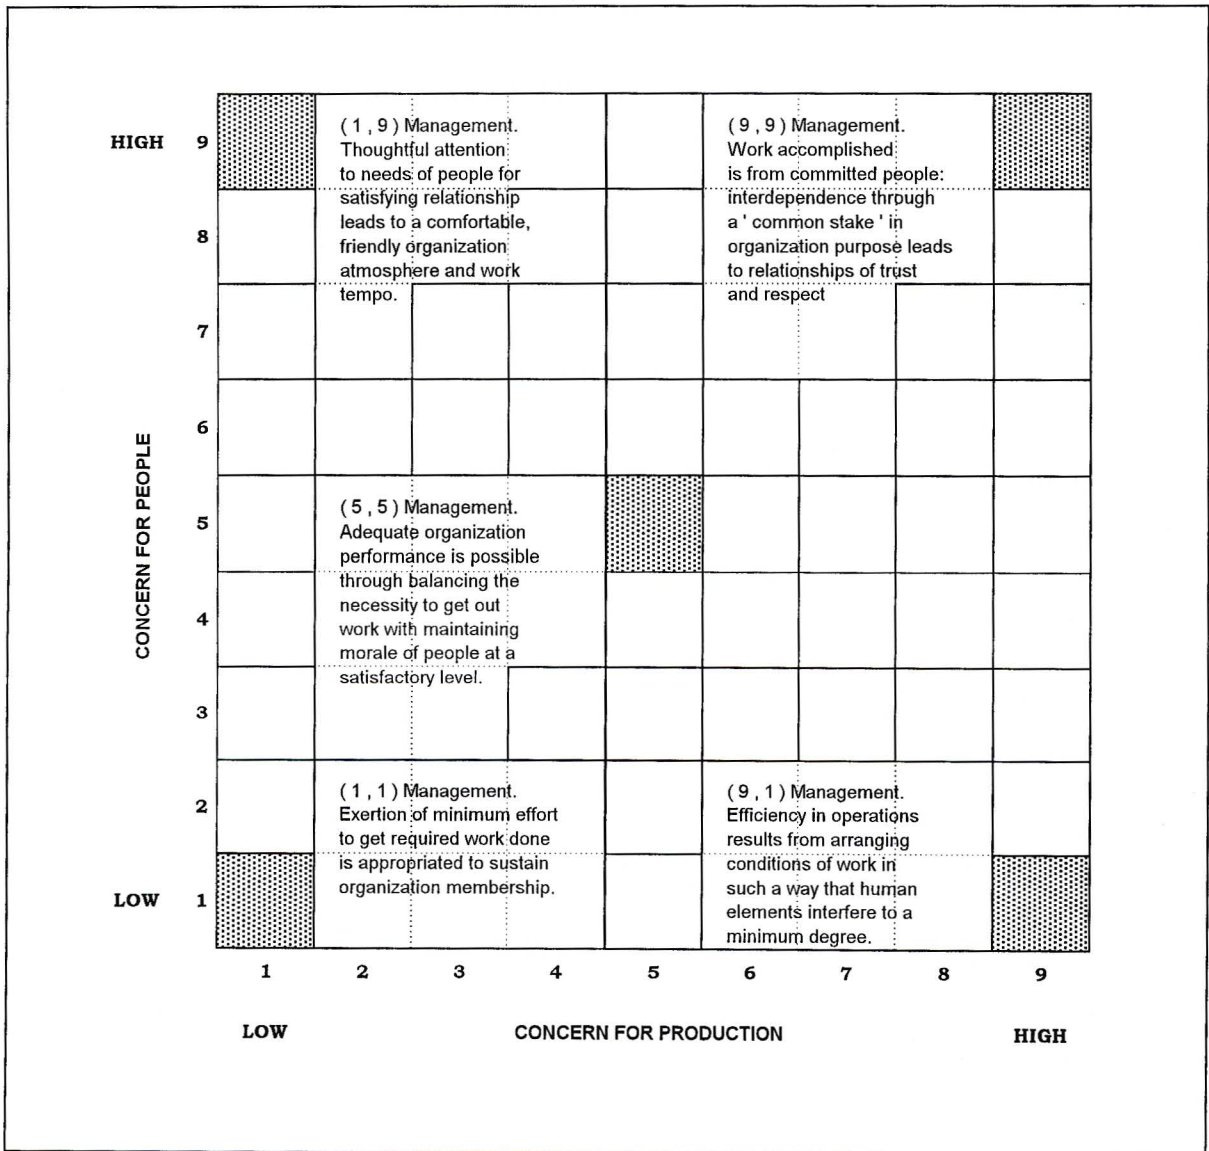 HIGH 9
( 1 , 9 ) Management.
Thoughtful attention
to needs of people for
satisfying relationship
leads to a comfortable,
friendly organization
atmosphere and work
tempo.
( 9 , 9 ) Management.
Work accomplished
is from committed people:
interdependence through
a ' common stake ' in
organization purpose leads
to relationships of trust
and respect
8
7
6
CONCERN FOR PEOPLE
5
( 5 , 5 ) Management.
Adequate organization
performance is possible
through balancing the
necessity to get out
work with maintaining
morale of people at a
satisfactory level.
4
3
2
( 1 , 1 ) Management.
Exertion of minimum effort
to get required work done
is appropriated to sustain
organization membership.
( 9 , 1 ) Management.
Efficiency in operations
results from arranging
conditions of work in
such a way that human
elements interfere to a
minimum degree.
LOW 1
1 2 3 4 5 6 7 8 9
LOW CONCERN FOR PRODUCTION HIGH